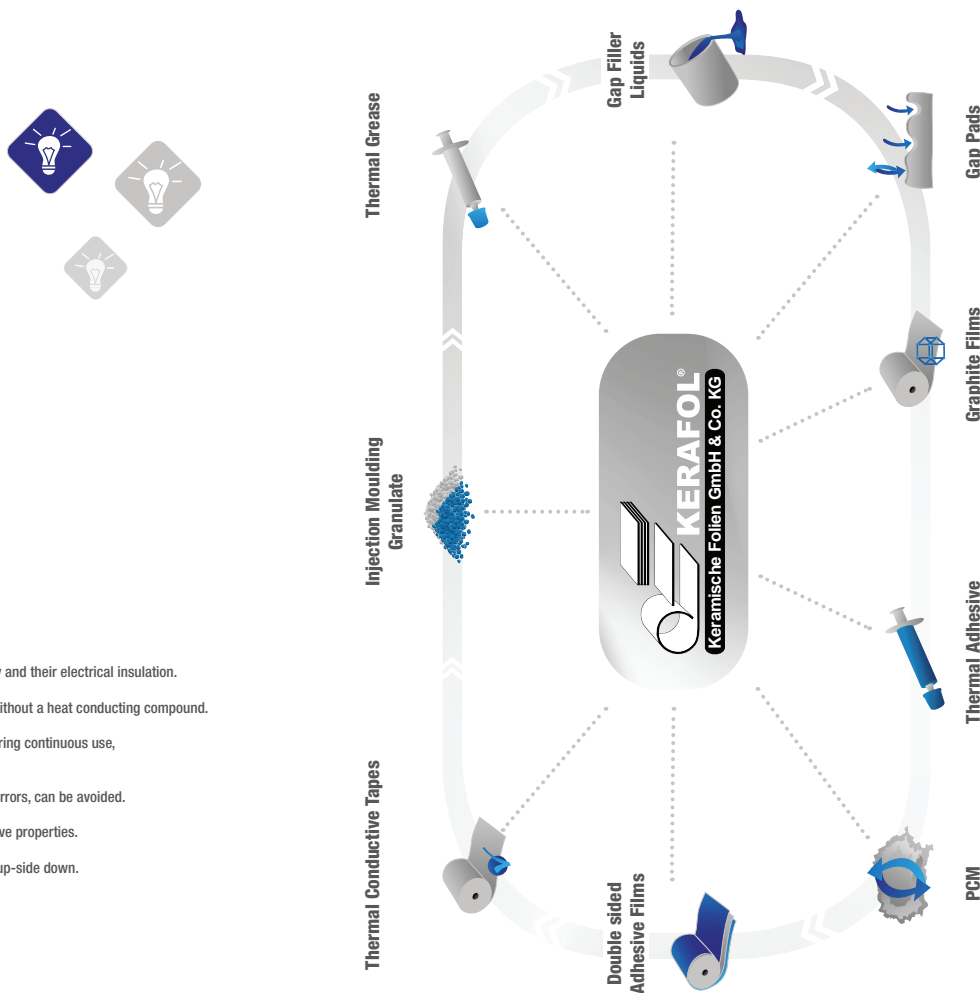 Gap Filler
Liquids
Thermal Grease
Gap Pads
Graphite Films
Injection Moulding
Granulate
KERAFOL®
Keramische Folien GmbH & Co. KG
Thermal Adhesive
y and their electrical insulation.
ithout a heat conducting compound.
ring continuous use,
rrors, can be avoided.
ve properties.
up-side down.
Thermal Conductive Tapes
Double sided
Adhesive Films
PCM